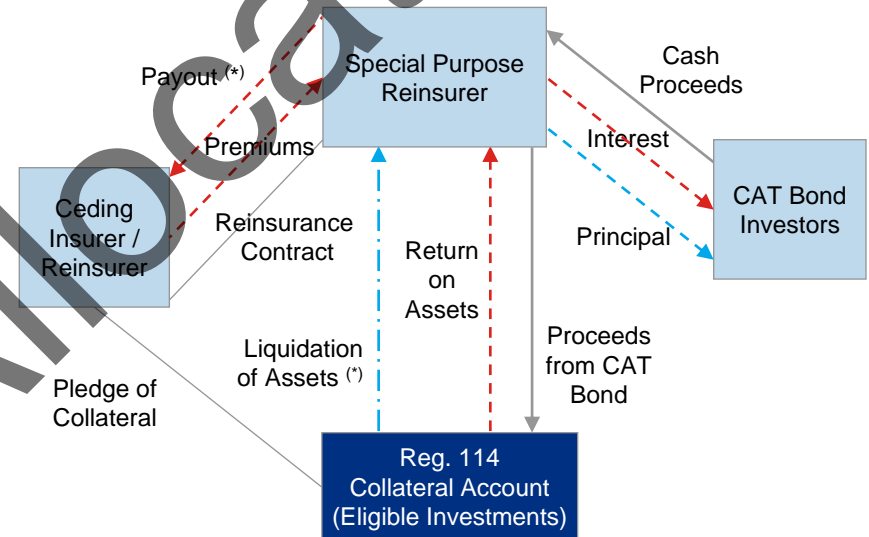 Special Purpose
Reinsurer
Cash
Proceeds
Payout (*)
Premiums
Interest
Ceding
Insurer /
Reinsurer
CAT Bond
Investors
Reinsurance
Contract
Principal
Return
on
Assets
Liquidation
of Assets (*)
Proceeds
from CAT
Bond
Pledge of
Collateral
Reg. 114
Collateral Account
(Eligible Investments)